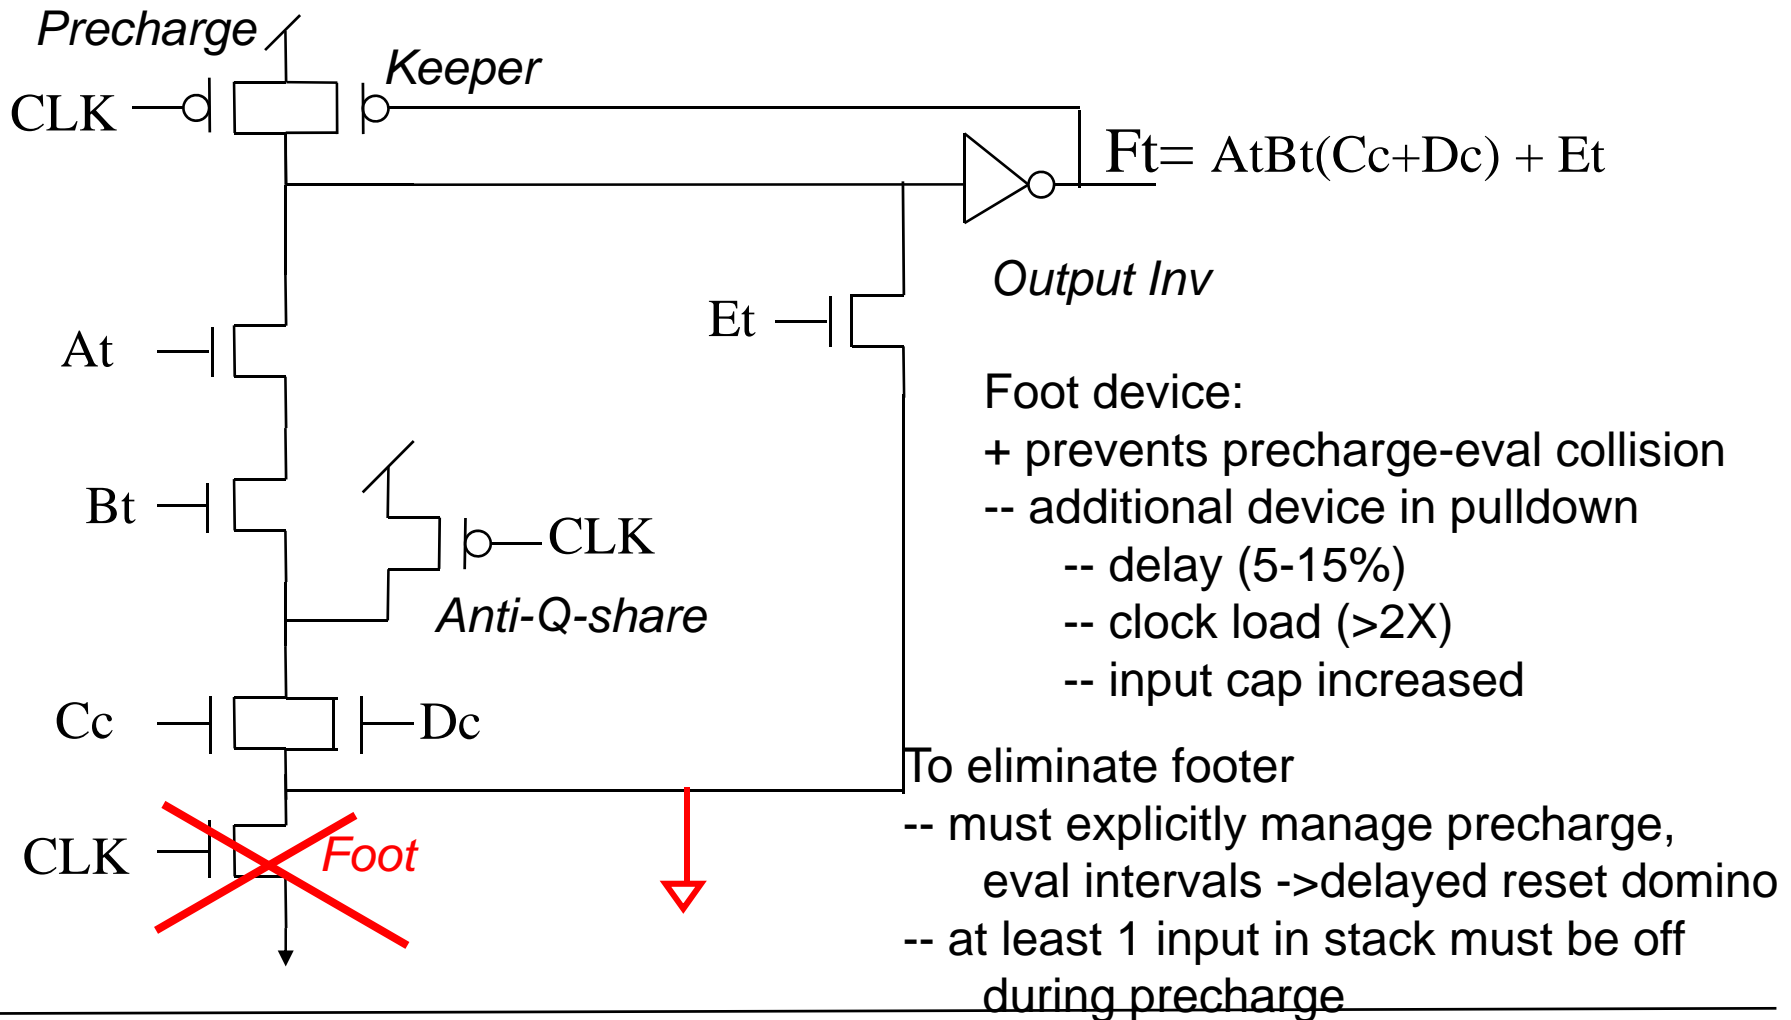 Precharge
Keeper
CLK
Ft= AtBt(Cc+Dc) + Et
Output Inv
Et
At
Foot device:
+ prevents precharge-eval collision
-- additional device in pulldown
-- delay (5-15%)
-- clock load (>2X)
-- input cap increased
Bt
CLK
Anti-Q-share
Cc
Dc
To eliminate footer
-- must explicitly manage precharge,
eval intervals ->delayed reset domino
-- at least 1 input in stack must be off
during precharge
CLK
Foot